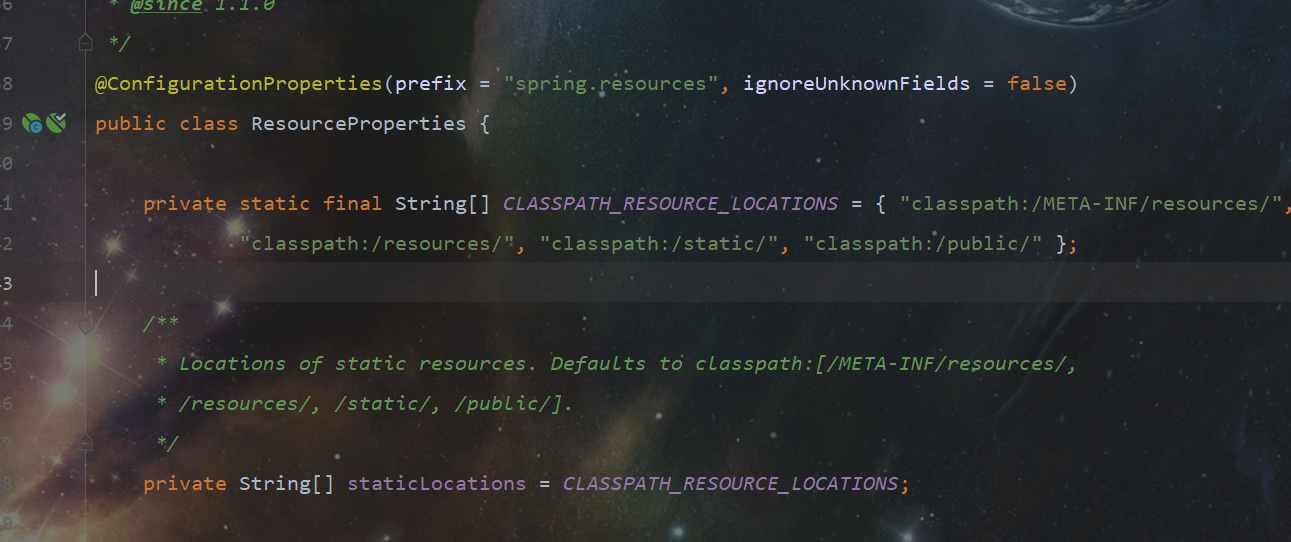 * @since 1.1.0
*/
@ConfigurationProperties(prefix = "spring.resources", ignoreUnknownFields = false)
public class ResourceProperties {
private static final String[] CLASSPATH_RESOURCE_LOCATIONS = { "classpath:/META-INF/resources/",
"classpath:/resources/", "classpath:/static/", "classpath:/public/" };
/**
* Locations of static resources. Defaults to classpath:[/META-INF/resources/,
* /resources/, /static/, /public/].
*/
private String[] staticLocations = CLASSPATH_RESOURCE_LOCATIONS;